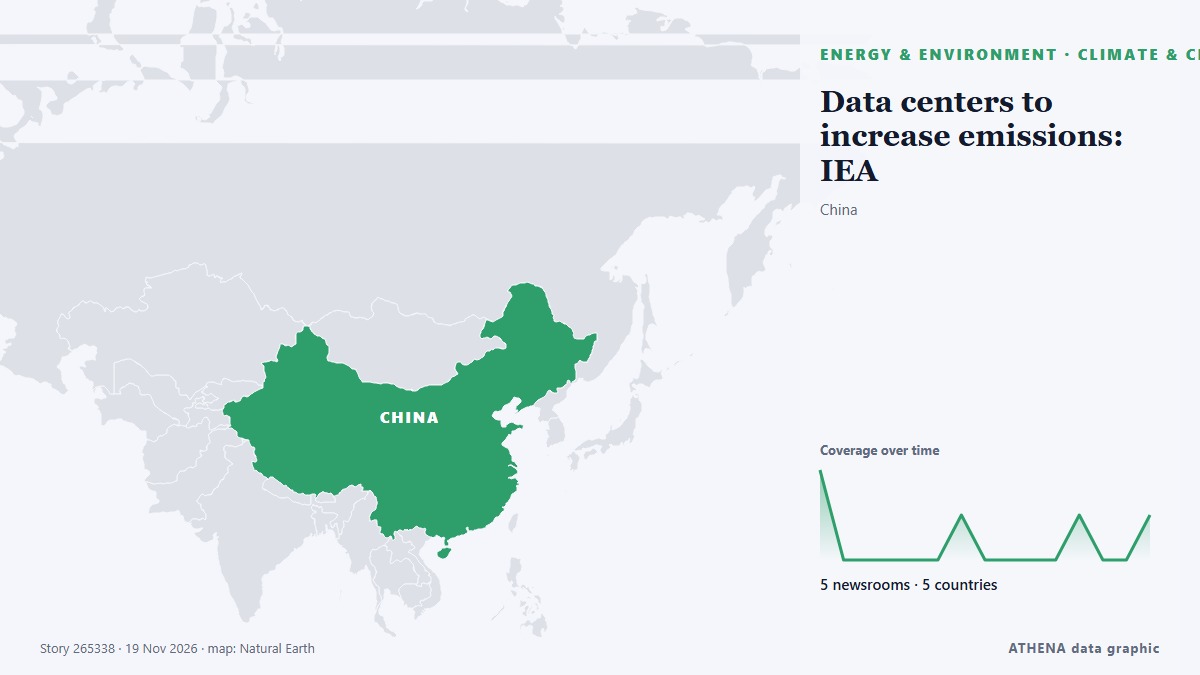 ENERGY & ENVIRONMENT · CLIMATE & C
Data centers to
increase emissions:
IEA
China
CHINA
Coverage over time
5 newsrooms · 5 countries
Story 265338 · 19 Nov 2026 · map: Natural Earth
ATHENA data graphic